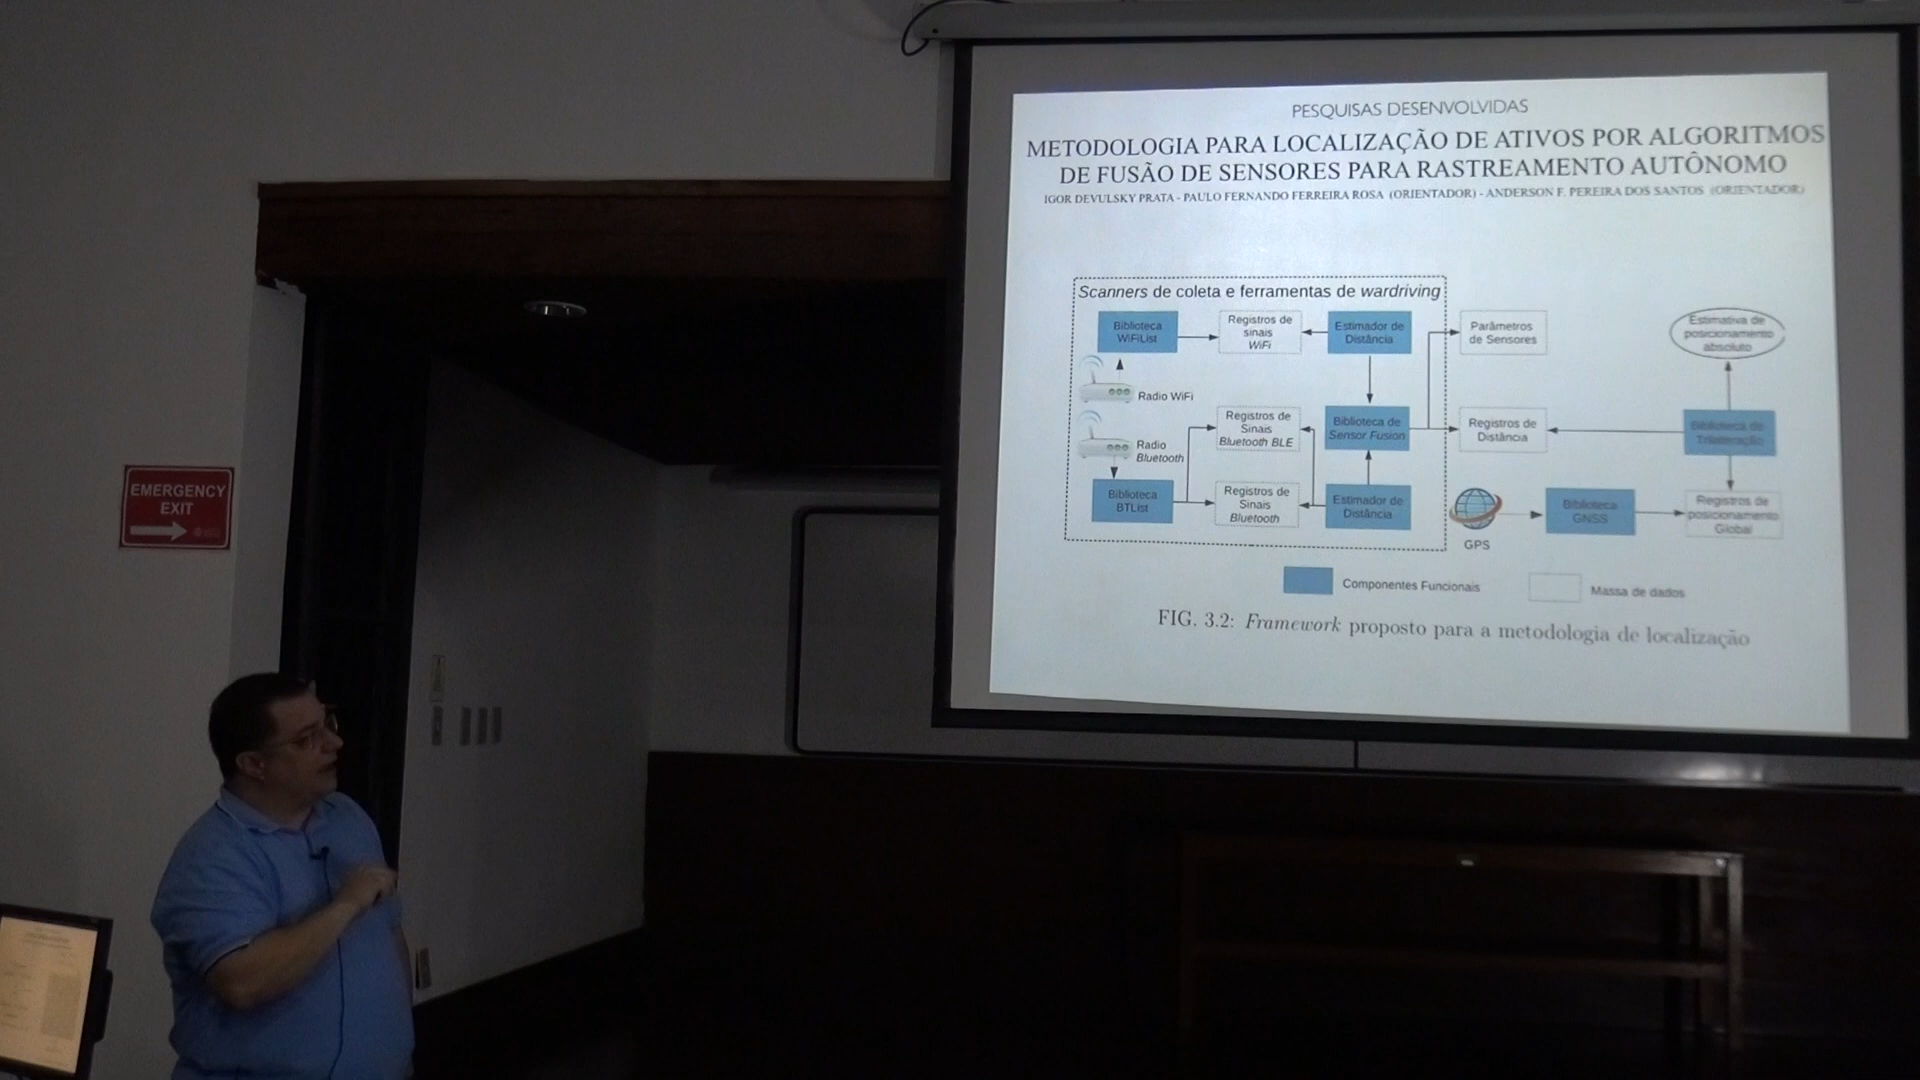 PESQUISAS DESENVOLVIDAS
METODOLOGIA PARA LOCALIZAÇÃO DE ATIVOS POR ALGORITMOS
DE FUSÃO DE SENSORES PARA RASTREAMENTO AUTÔNOMO
IGOR DEVULSKY PRATA - PAULO FERNANDO FERREIRA ROSA (ORIENTADOR) - ANDERSON F. PEREIRA DOS SANTOS (ORIENTADOR)
Scanners de coleta e ferramentas de wardriving
Biblioteca
WiFiList
Registros de
sinais
WiFi
Estimador de
Distância
Parâmetros
de Sensores
Estimativa de
posicionamento
absoluto
Radio WiFi
Radio
Bluetooth
Registros de
Sinais
Bluetooth BLE
Biblioteca de
Sensor Fusion
Registros de
Distância
Biblioteca de
Trilateração
Biblioteca
BTList
Registros de
Sinais
Bluetooth
Estimador de
Distância
GPS
Biblioteca
GNSS
Registros de
posicionamento
Global
Componentes Funcionais
Massa de dados
FIG. 3.2: Framework proposto para a metodologia de localização
EMERGENCY
EXIT